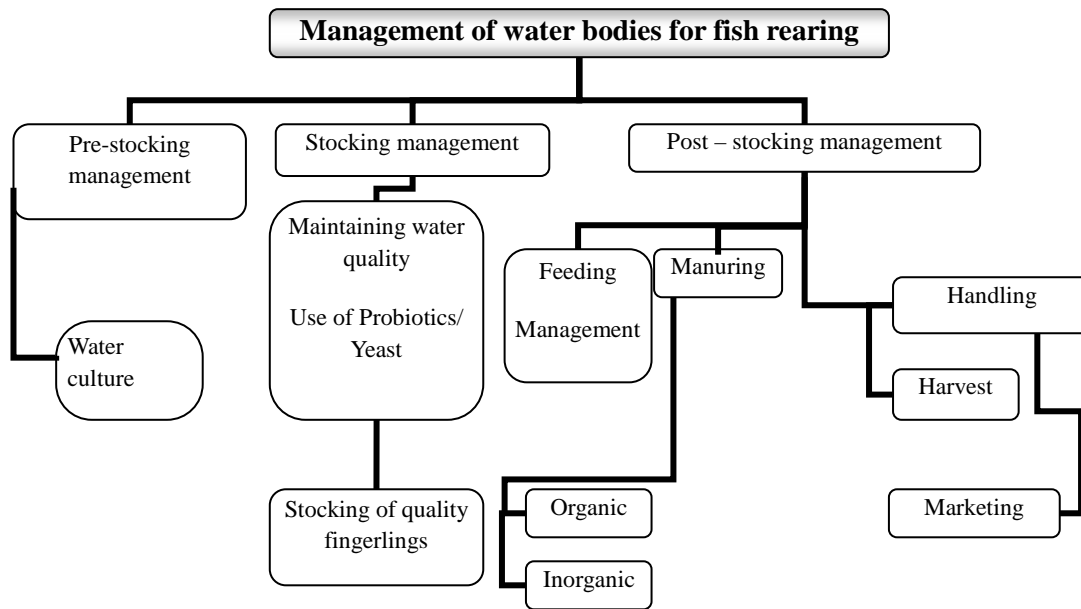 Management of water bodies for fish rearing
Pre-stocking
management
Stocking management
Post – stocking management
Maintaining water
quality
Use of Probiotics/
Yeast
Feeding
Management
Manuring
Handling
Water
culture
Harvest
Stocking of quality
fingerlings
Organic
Marketing
Inorganic